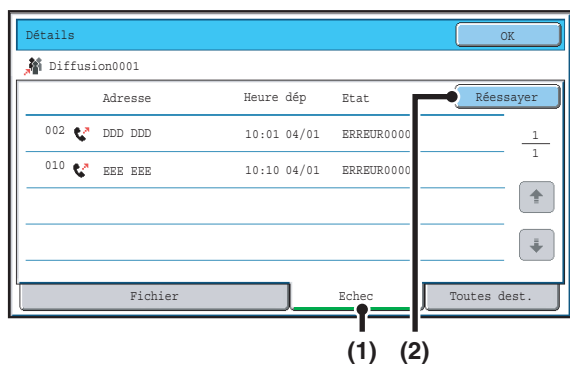 Détails OK
Diffusion0001
Adresse Heure dép Etat Réessayer
002 DDD DDD 10:01 04/01 ERREUR0000
1
1
010 EEE EEE 10:10 04/01 ERREUR0000
Fichier Echec Toutes dest.
(1) (2)